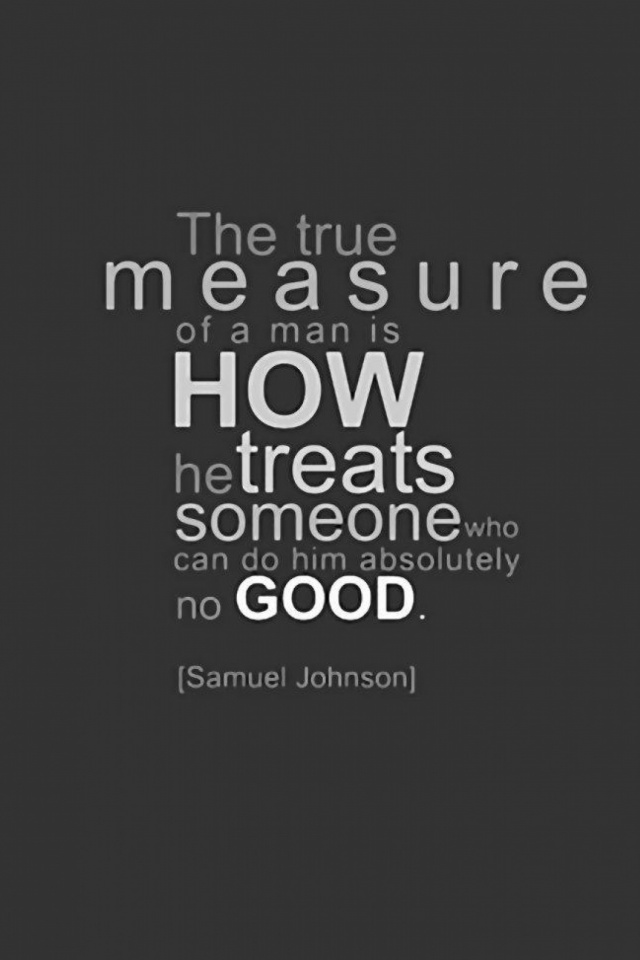 The true
measure
of a man is
HOW
he treats
someone who
can do him absolutely
no GOOD.
[Samuel Johnson]